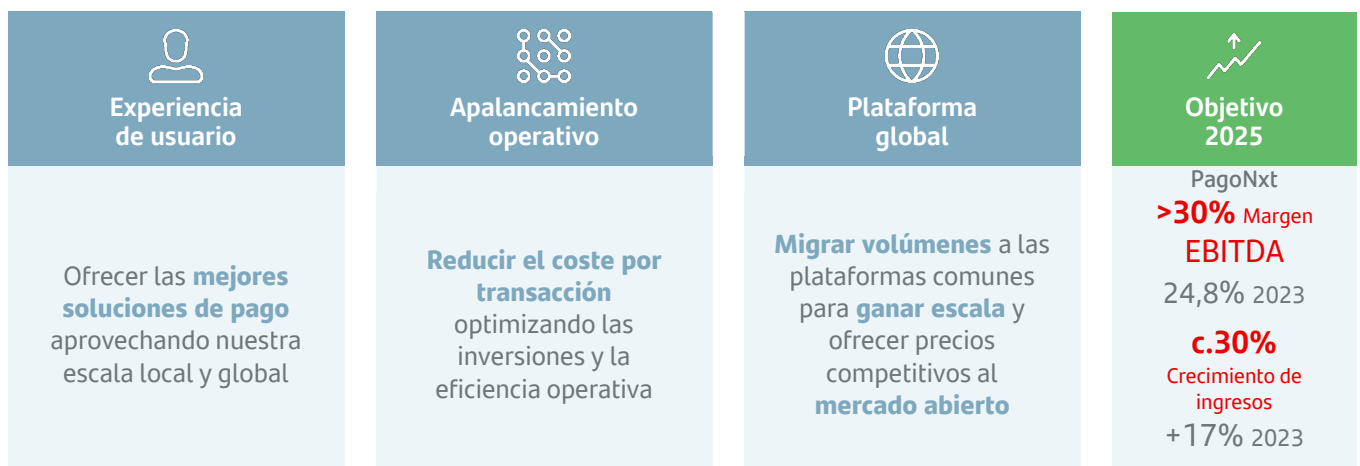 Experiencia
de usuario
Ofrecer las mejores
soluciones de pago
aprovechando nuestra
escala local y global
Apalancamiento
operativo
Reducir el coste por
transacción
optimizando las
inversiones y la
eficiencia operativa
Plataforma
global
Migrar volúmenes a las
plataformas comunes
para ganar escala y
ofrecer precios
competitivos al
mercado abierto
Objetivo
2025
PagoNxt
>30% Margen
EBITDA
24,8% 2023
c.30%
Crecimiento de
ingresos
+17% 2023